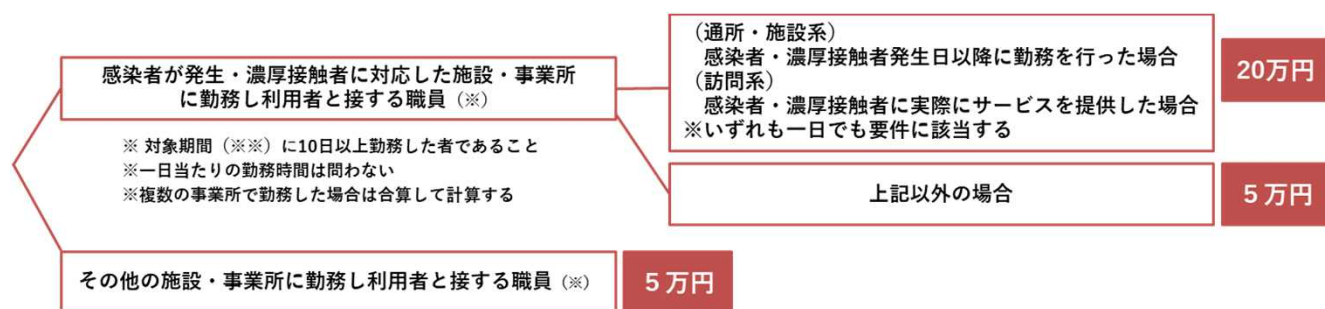 感染者が発生・濃厚接触者に対応した施設・事業所
に勤務し利用者と接する職員（※）
※ 対象期間（※※）に10日以上勤務した者であること
※一日当たりの勤務時間は問わない
※複数の事業所で勤務した場合は合算して計算する
（通所・施設系）
感染者・濃厚接触者発生日以降に勤務を行った場合
（訪問系）
感染者・濃厚接触者に実際にサービスを提供した場合
※いずれも一日でも要件に該当する
20万円
上記以外の場合
5万円
その他の施設・事業所に勤務し利用者と接する職員（※）
5万円